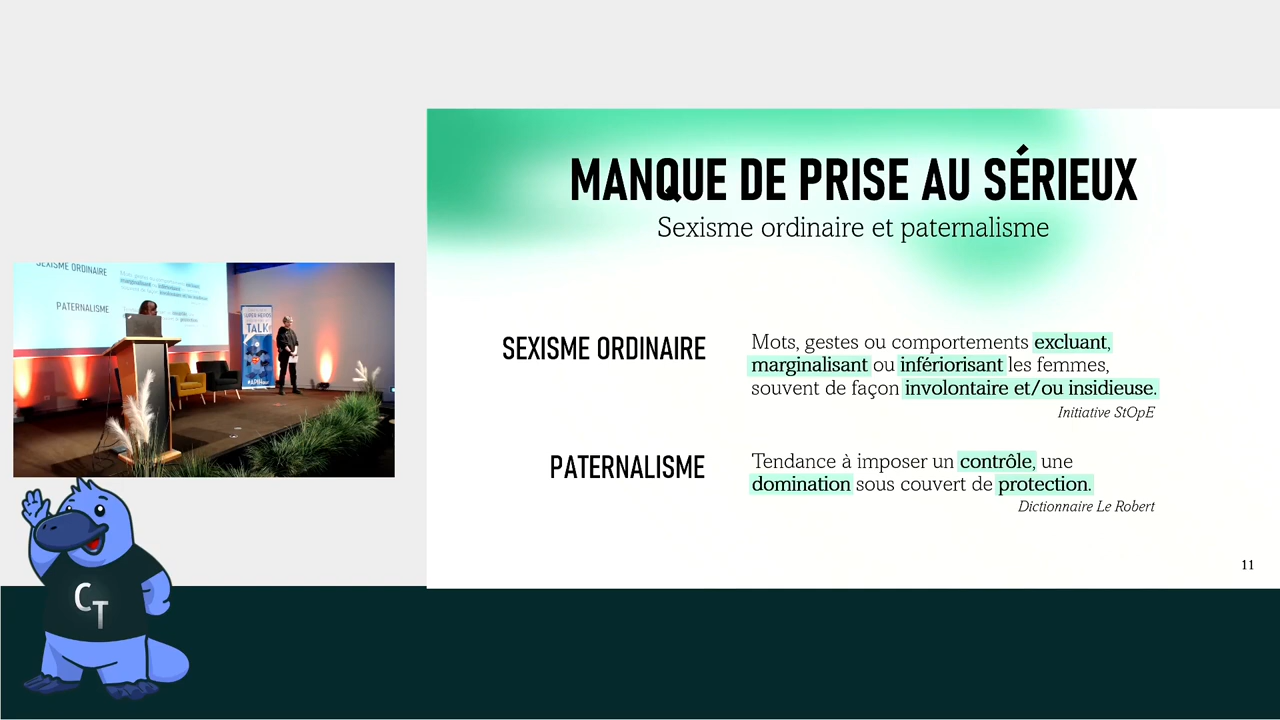 MANQUE DE PRISE AU SÉRIEUX
Sexisme ordinaire et paternalisme
SEXISME ORDINAIRE
Mots, gestes ou comportements excluant,
marginalisant ou infériorisant les femmes,
souvent de façon involontaire et/ou insidieuse.
Initiative StOpE
PATERNALISME
Tendance à imposer un contrôle, une
domination sous couvert de protection.
Dictionnaire Le Robert
11
SEXISME ORDINAIRE
PATERNALISME
TALK
CT